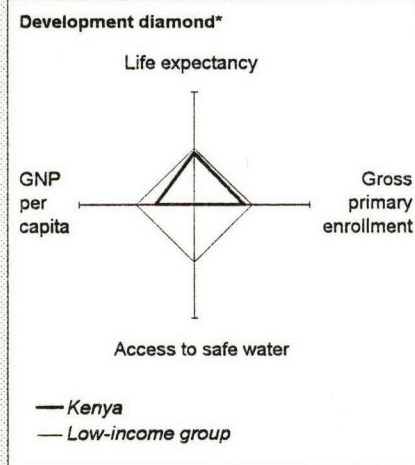 Development diamond*
Life expectancy
GNP
per
capita
Gross
primary
enrollment
Access to safe water
Kenya
Low-income group